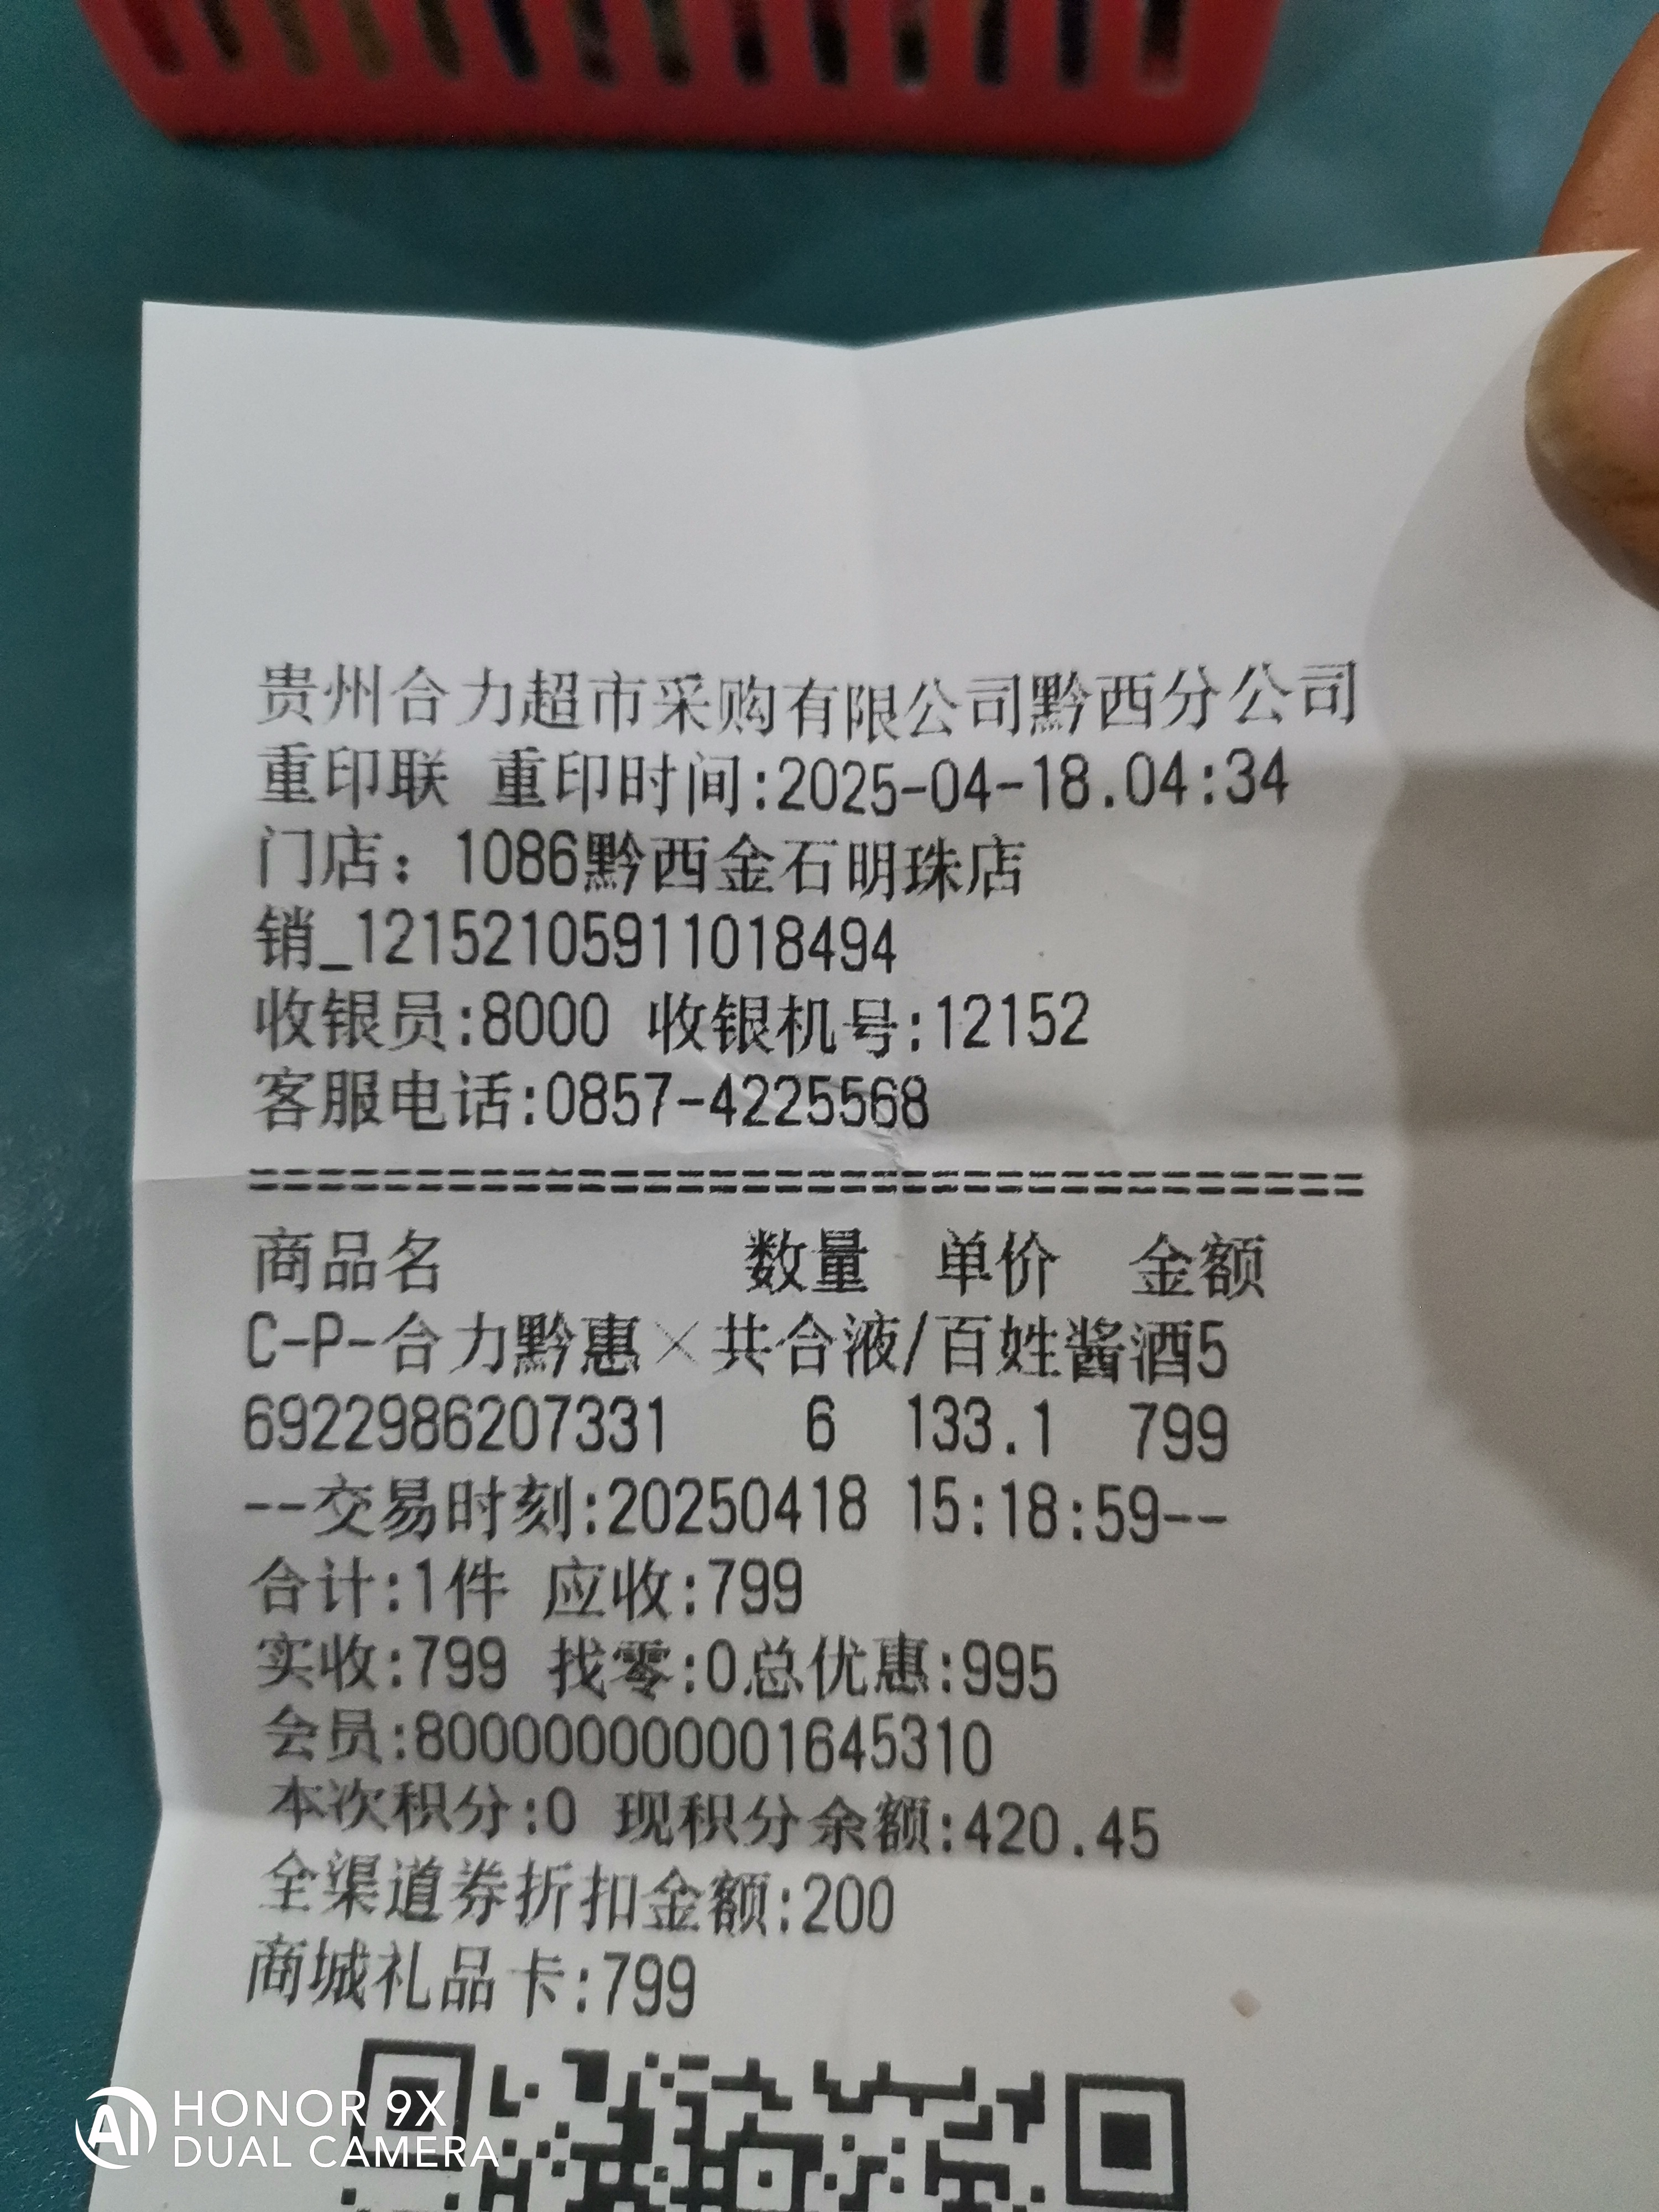 贵州合力超市采购有限公司黔西分公司
重印联 重印时间:2025-04-18.04:34
门店：1086黔西金石明珠店
销_12152105911018494
收银员:8000 收银机号:12152
客服电话:0857-4225568
==================================
商品名 数量 单价 金额
C-P-合力黔惠×共合液/百姓酱酒5
6922986207331 6 133.1 799
--交易时刻:20250418 15:18:59--
合计:1件 应收:799
实收:799 找零:0总优惠:995
会员:800000000001645310
本次积分:0 现积分余额:420.45
全渠道券折扣金额:200
商城礼品卡:799
AI HONOR 9X
DUAL CAMERA